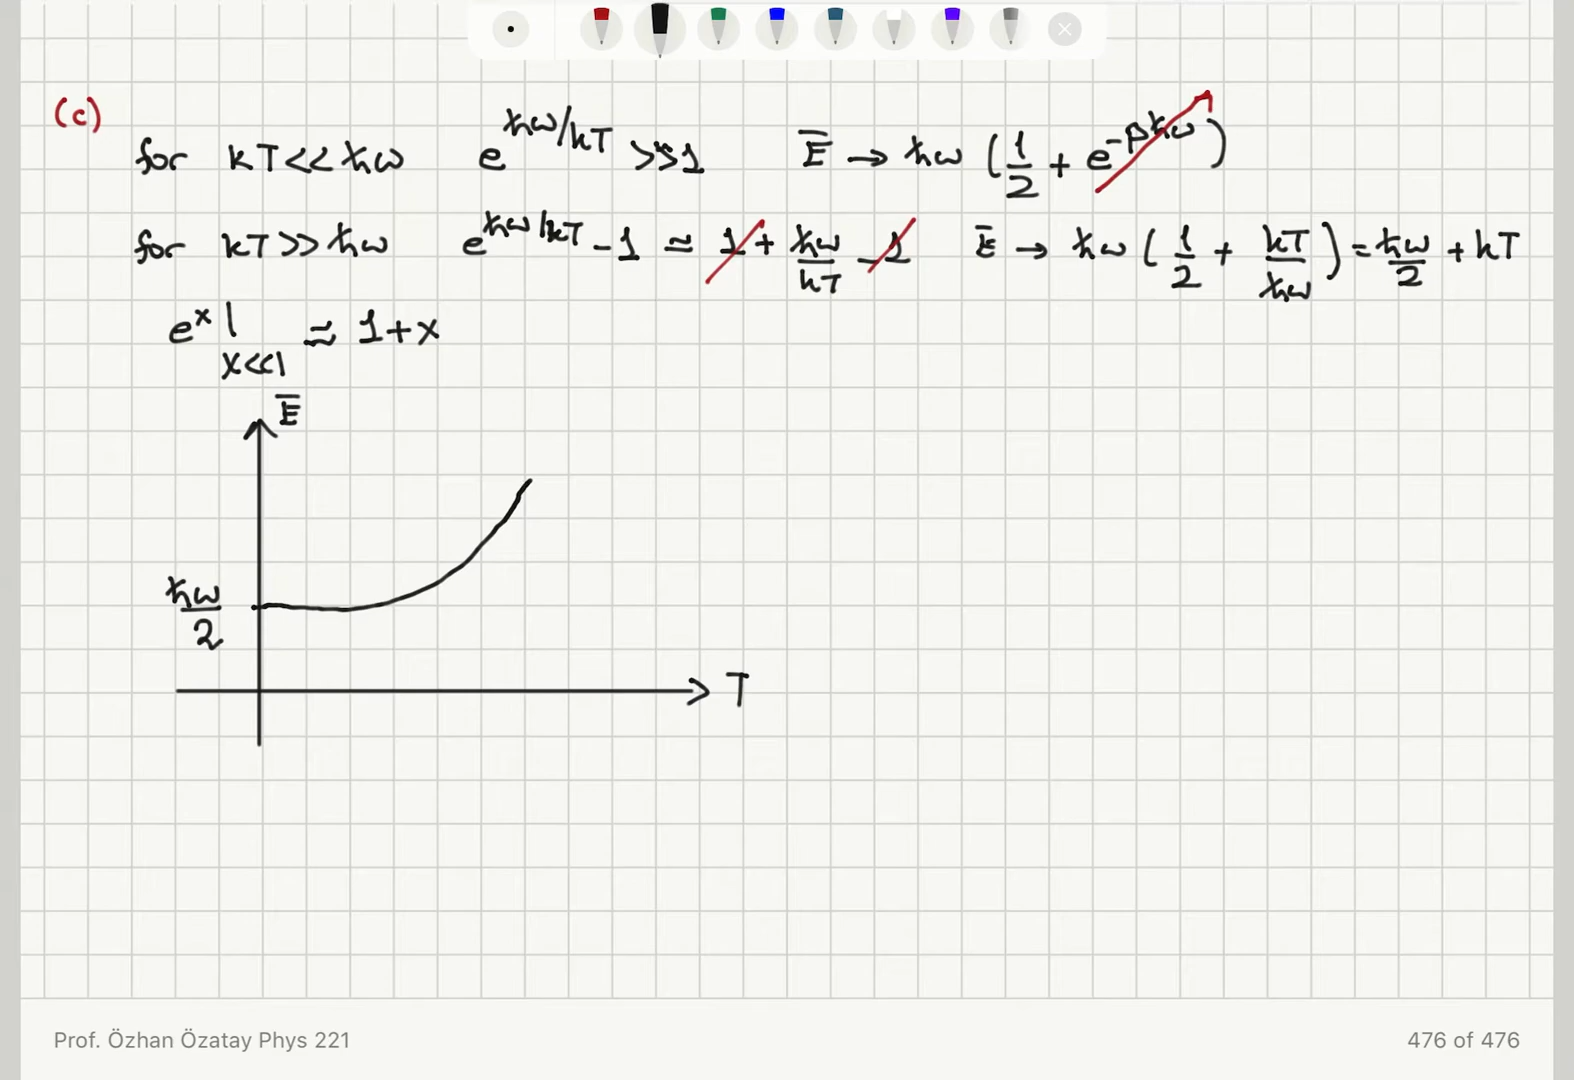 (c)
for kT<<ħω e^{ħω/kT} >>1 E̅ → ħω (1/2 + e^{-βħω})
for kT>>ħω e^{ħω/kT} -1 ≃ 1 + ħω/kT - 1 E̅ → ħω (1/2 + kT/ħω) = ħω/2 + kT
e^x |_{x<<1} ≈ 1+x
E̅
ħω/2
T
Prof. Özhan Özatay Phys 221
476 of 476